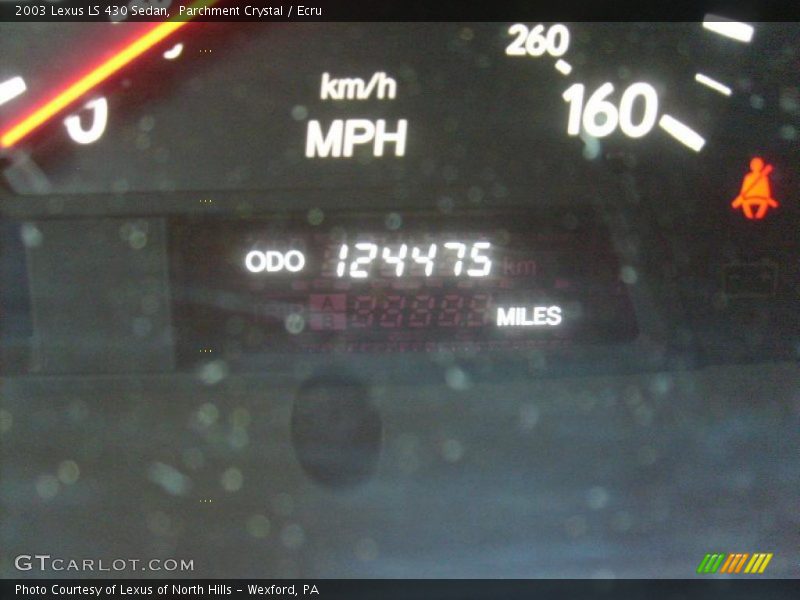 2003 Lexus LS 430 Sedan, Parchment Crystal / Ecru
260
km/h
160
0
MPH
ODO 124475
MILES
GTCARLOT.COM
Photo Courtesy of Lexus of North Hills - Wexford, PA